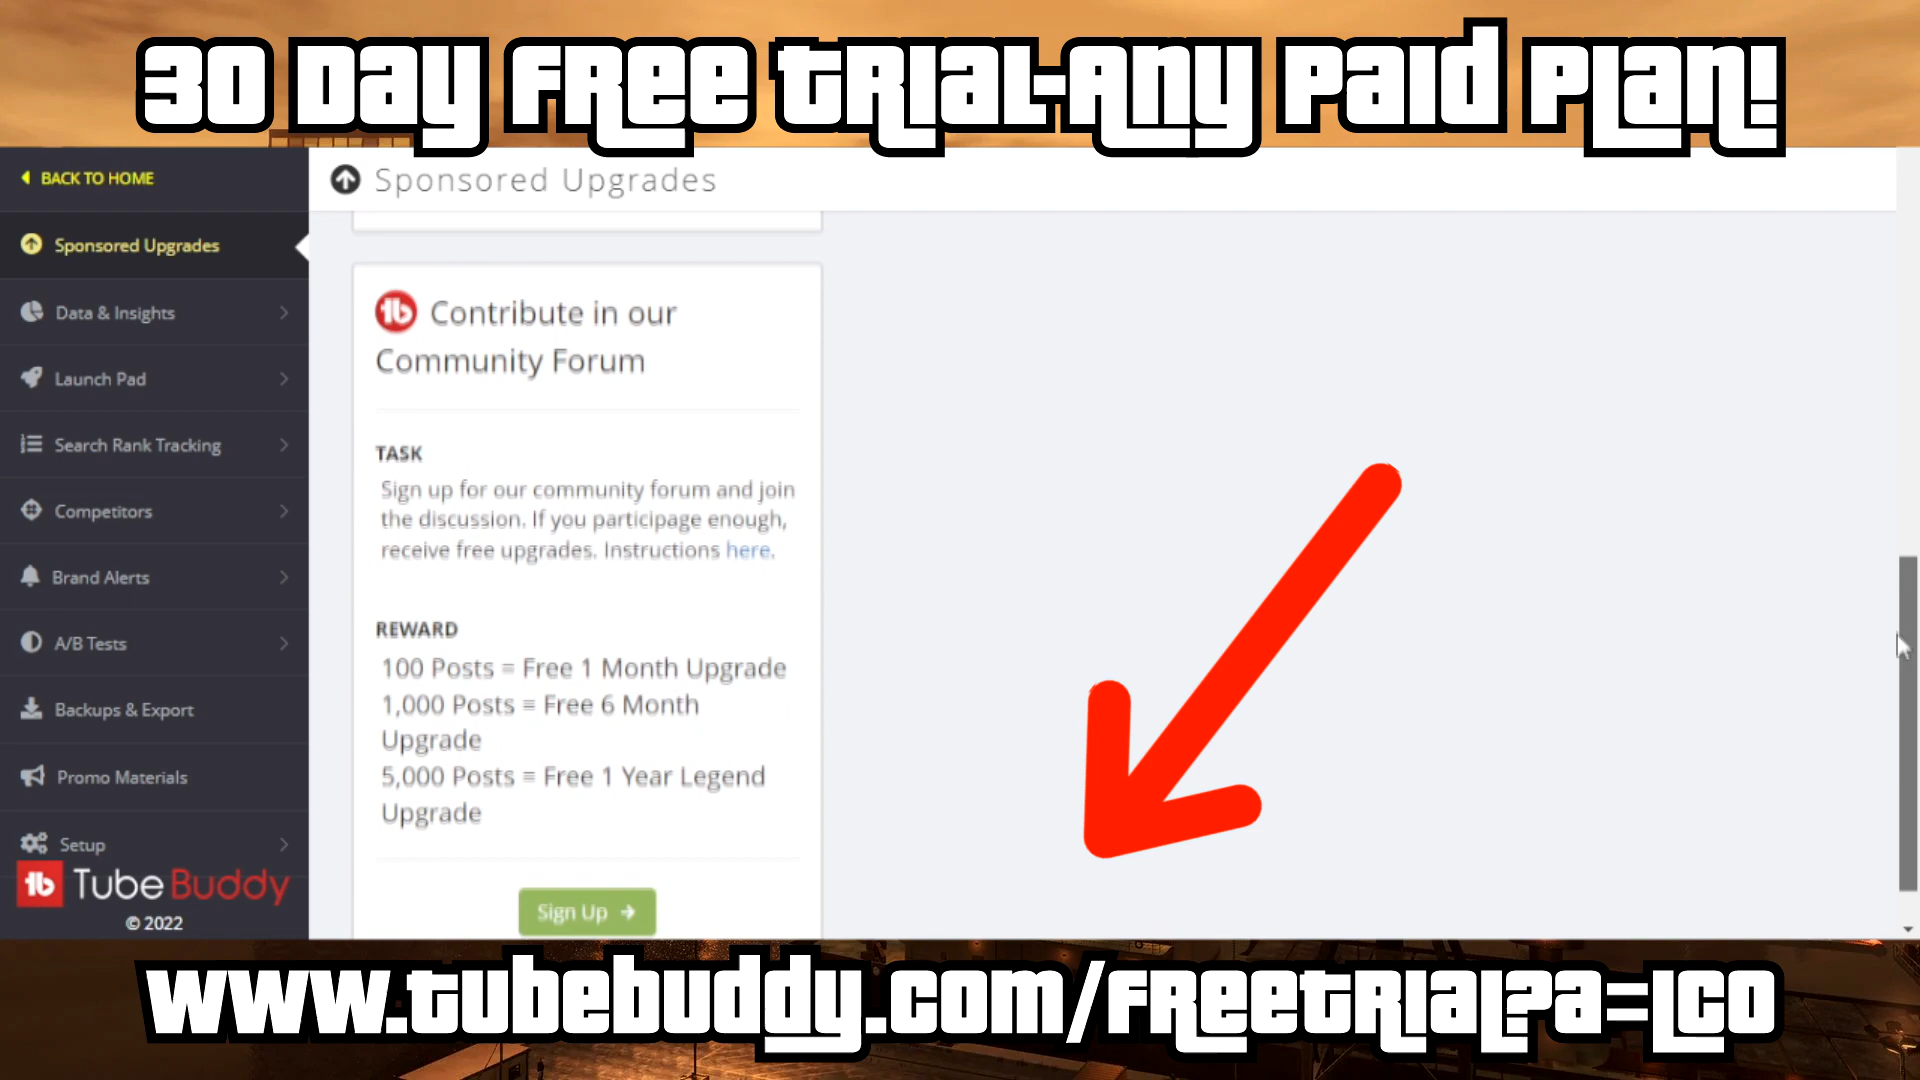 30 Day Free Trial-Any Paid Plan!
BACK TO HOME
Sponsored Upgrades
Sponsored Upgrades
Data & Insights
Launch Pad
Search Rank Tracking
Competitors
Brand Alerts
A/B Tests
Backups & Export
Promo Materials
Setup
TubeBuddy
© 2022
Contribute in our
Community Forum
TASK
Sign up for our community forum and join
the discussion. If you participage enough,
receive free upgrades. Instructions here.
REWARD
100 Posts = Free 1 Month Upgrade
1,000 Posts = Free 6 Month
Upgrade
5,000 Posts = Free 1 Year Legend
Upgrade
Sign Up
www.tubebuddy.com/freetrial?a=LCO